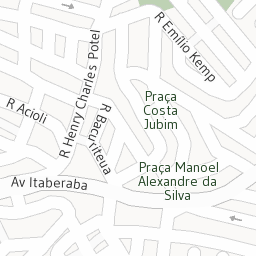 R Emílio Kemp
R Henry Charles Potel
R Acioli
R Bacuriteua
Praça
Costa
Jubim
Praça Manoel
Alexandre da
Silva
Av Itaberaba